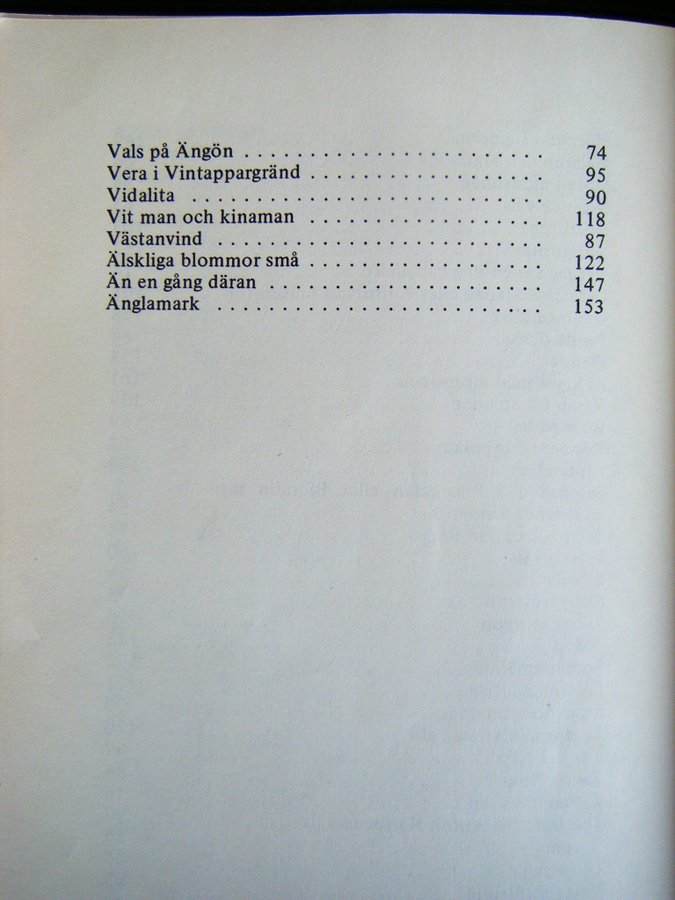 Vals på Ängön . . . . . . . . . . . . . . . . . . . . . . . 74
Vera i Vintappargränd . . . . . . . . . . . . . . . . . . 95
Vidalita . . . . . . . . . . . . . . . . . . . . . . . . . . . 90
Vit man och kinaman . . . . . . . . . . . . . . . . . . 118
Västanvind . . . . . . . . . . . . . . . . . . . . . . . . . 87
Älskliga blommor små . . . . . . . . . . . . . . . . . . 122
Än en gång däran . . . . . . . . . . . . . . . . . . . . . 147
Änglamark . . . . . . . . . . . . . . . . . . . . . . . . . 153